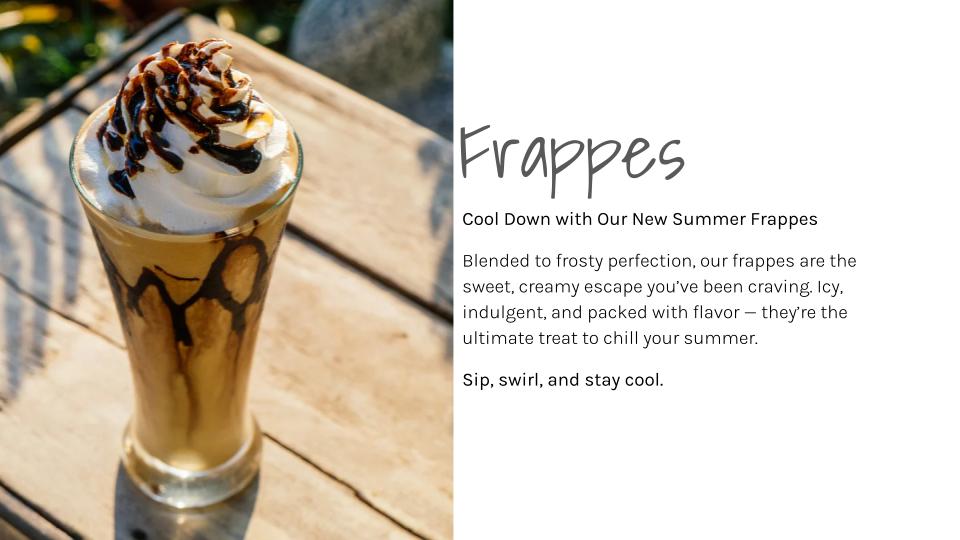 Frappes
Cool Down with Our New Summer Frappes
Blended to frosty perfection, our frappes are the
sweet, creamy escape you’ve been craving. Icy,
indulgent, and packed with flavor — they’re the
ultimate treat to chill your summer.
Sip, swirl, and stay cool.